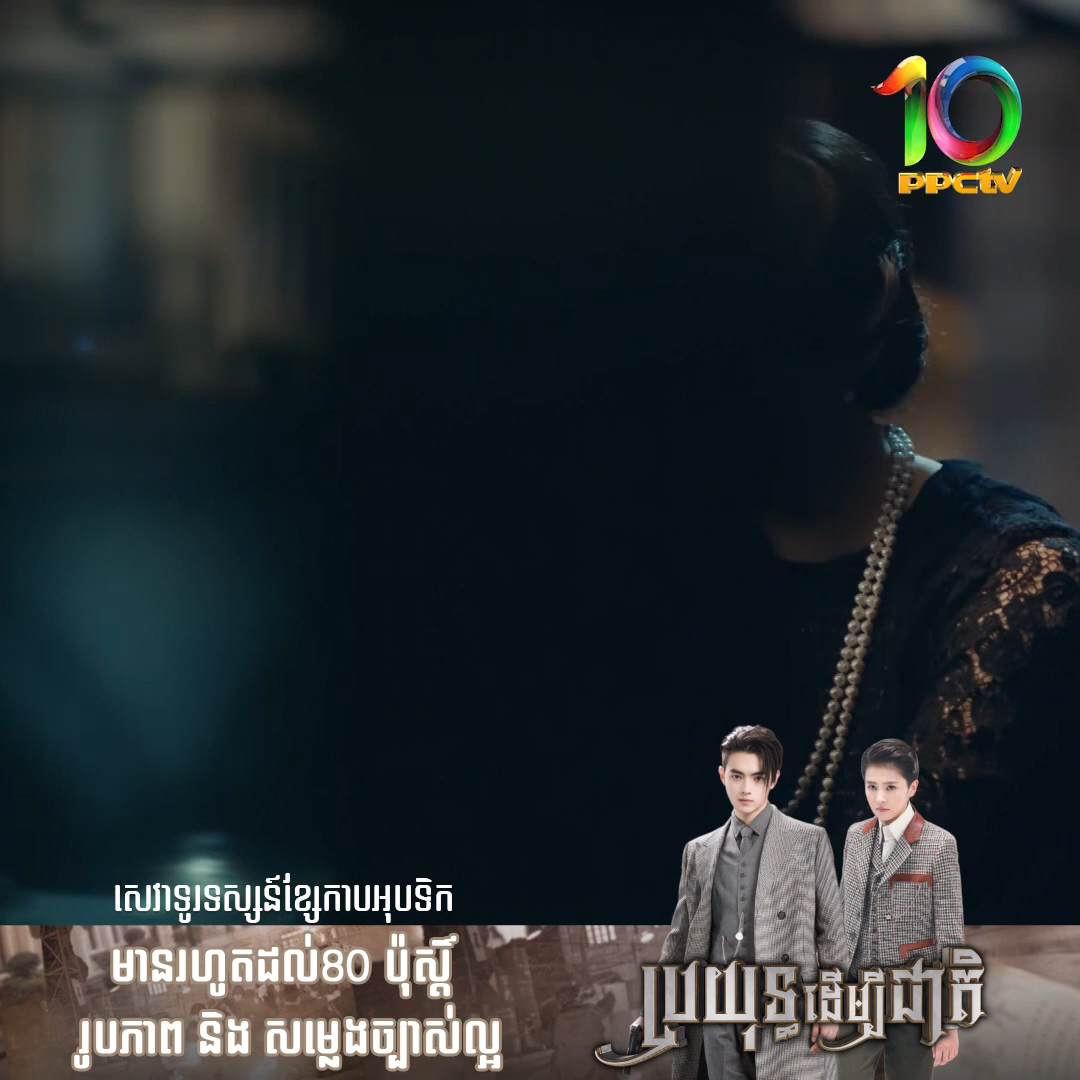 10
PPCtv
សេវាទូរទស្សន៍ខ្សែកាបអុបទិក
មានរហូតដល់80 ប៉ុស្តិ៍
រូបភាព និង សម្លេងច្បាស់ល្អ
ប្រយុទ្ធដើម្បីជាតិ